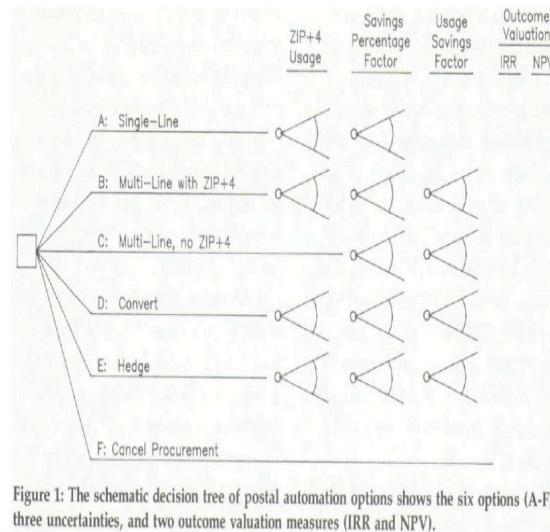 ZIP+4 Usage
Savings Percentage Factor
Usage Savings Factor
Outcome Valuation
IRR NPV
A: Single-Line
B: Multi-Line with ZIP+4
C: Multi-Line, no ZIP+4
D: Convert
E: Hedge
F: Cancel Procurement
Figure 1: The schematic decision tree of postal automation options shows the six options (A-F
three uncertainties, and two outcome valuation measures (IRR and NPV).